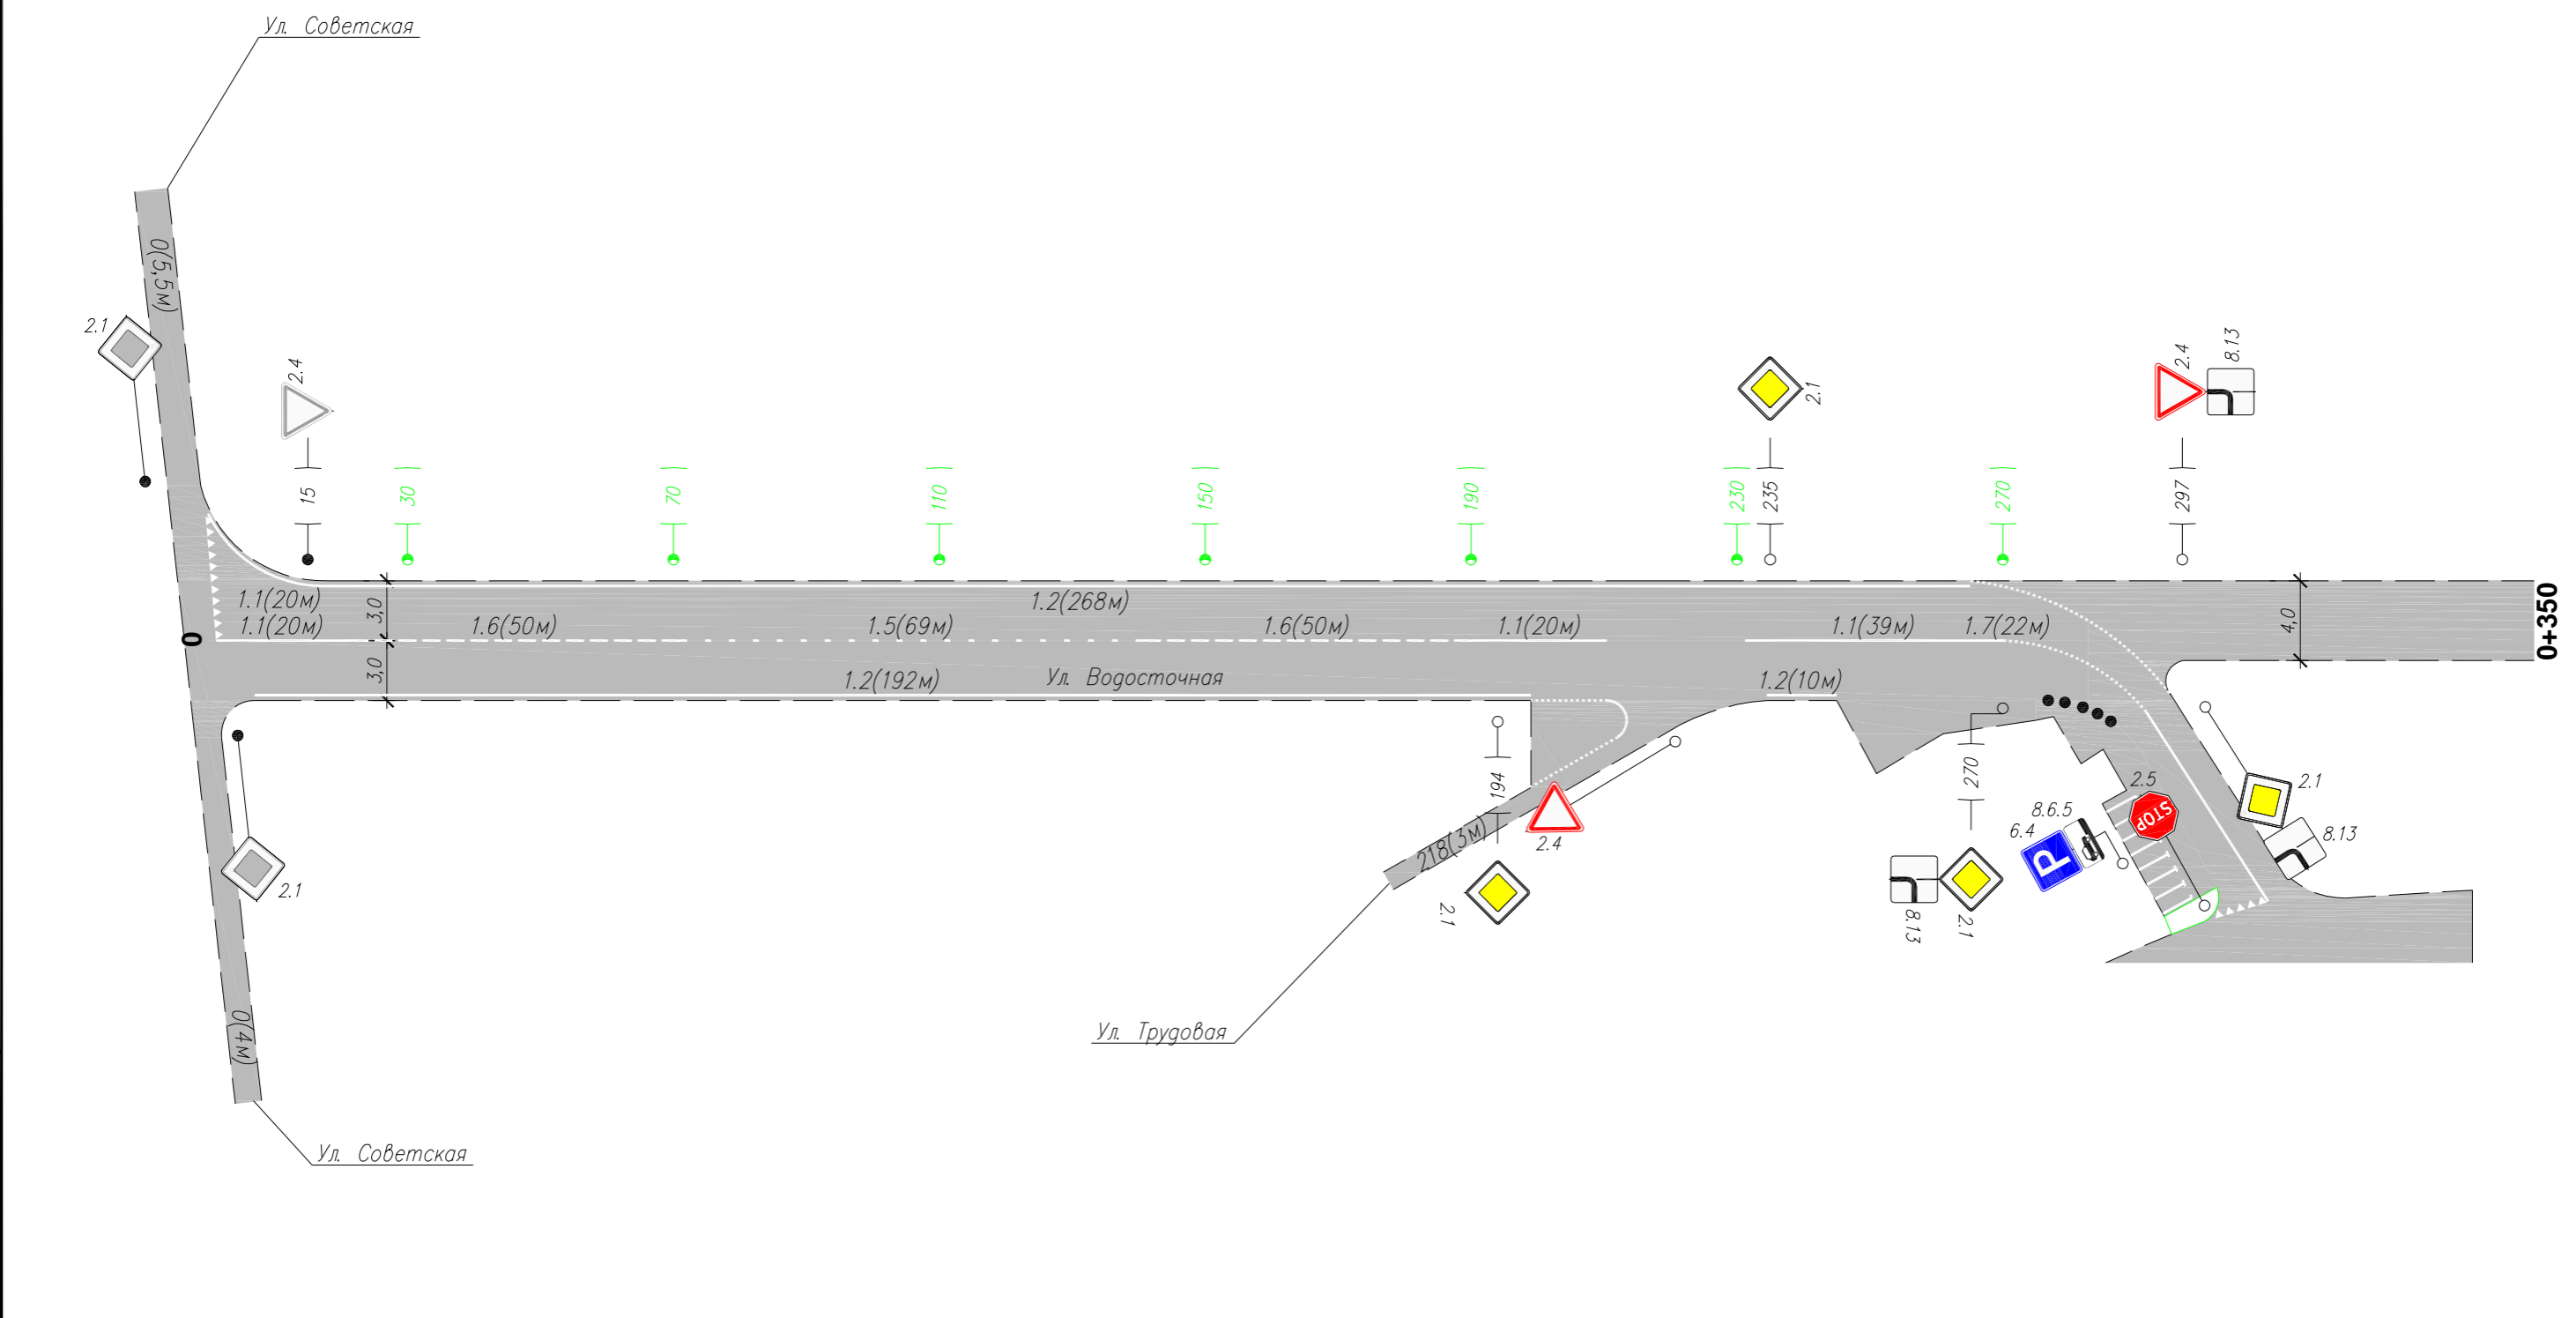 Ул. Советская
0(5,5м)
2.1
2.4
2.1
2.4
8.13
15
30
70
110
150
190
230
235
270
297
0
1.1(20м)
1.1(20м)
3,0
3,0
1.6(50м)
1.5(69м)
1.2(268м)
1.6(50м)
1.1(20м)
1.1(39м)
1.7(22м)
4,0
0+350
1.2(192м)
Ул. Водосточная
1.2(10м)
194
270
2.5
STOP
2.1
8.6.5
6.4
P
8.13
218(3м)
2.4
2.1
2.1
8.13
2.1
0(4м)
Ул. Трудовая
Ул. Советская